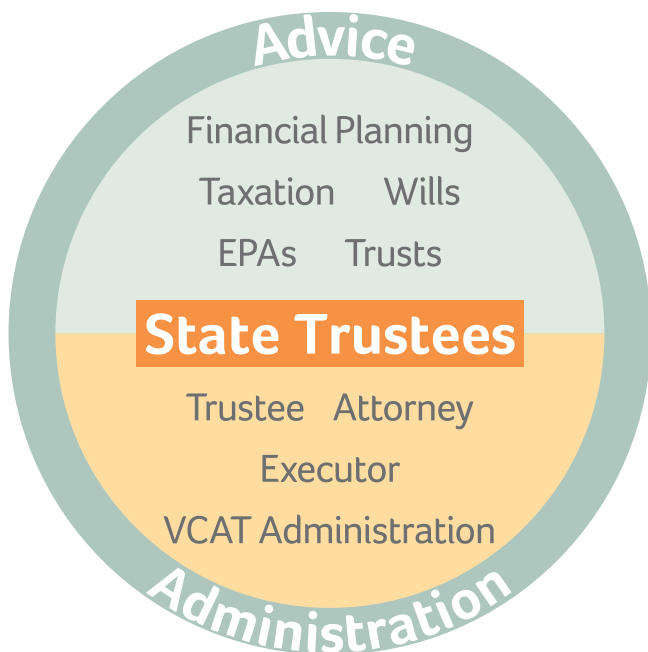 Advice
Financial Planning
Taxation Wills
EPAs Trusts
State Trustees
Trustee Attorney
Executor
VCAT Administration
Administration